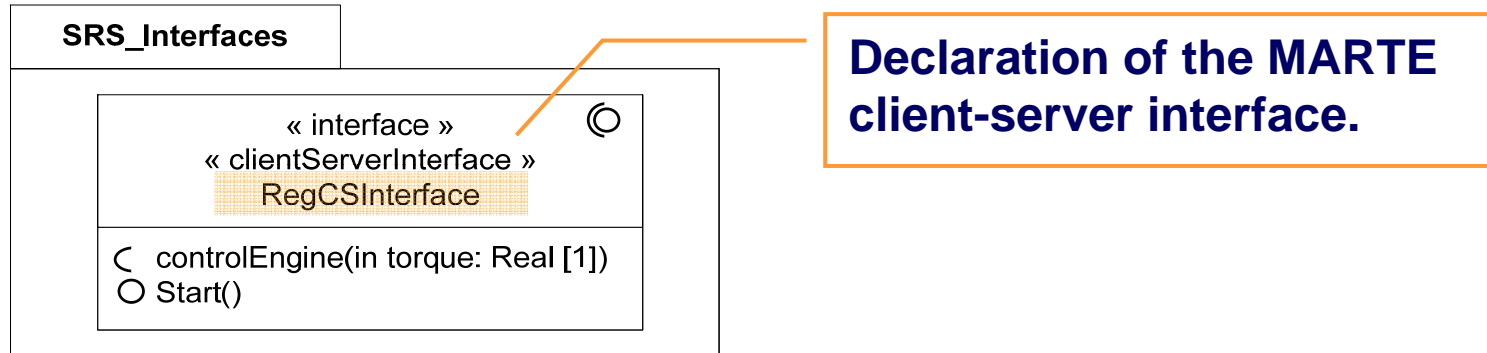 SRS_Interfaces
« interface »
« clientServerInterface »
RegCSInterface
controlEngine(in torque: Real [1])
Start()
Declaration of the MARTE
client-server interface.